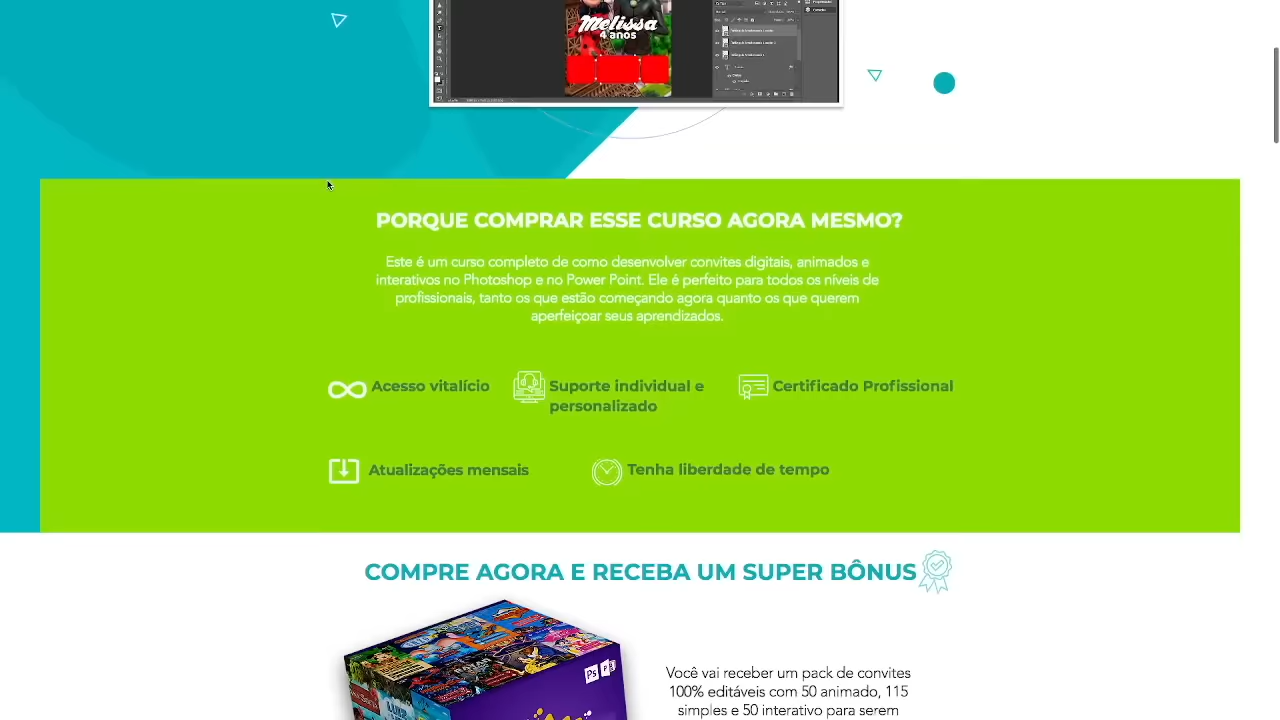 Melissa
4 anos
PORQUE COMPRAR ESSE CURSO AGORA MESMO?
Este é um curso completo de como desenvolver convites digitais, animados e
interativos no Photoshop e no Power Point. Ele é perfeito para todos os níveis de
profissionais, tanto os que estão começando agora quanto os que querem
aperfeiçoar seus aprendizados.
Acesso vitalício
Suporte individual e
personalizado
Certificado Profissional
Atualizações mensais
Tenha liberdade de tempo
COMPRE AGORA E RECEBA UM SUPER BÔNUS
Ps
Você vai receber um pack de convites
100% editáveis com 50 animado, 115
simples e 50 interativo para serem